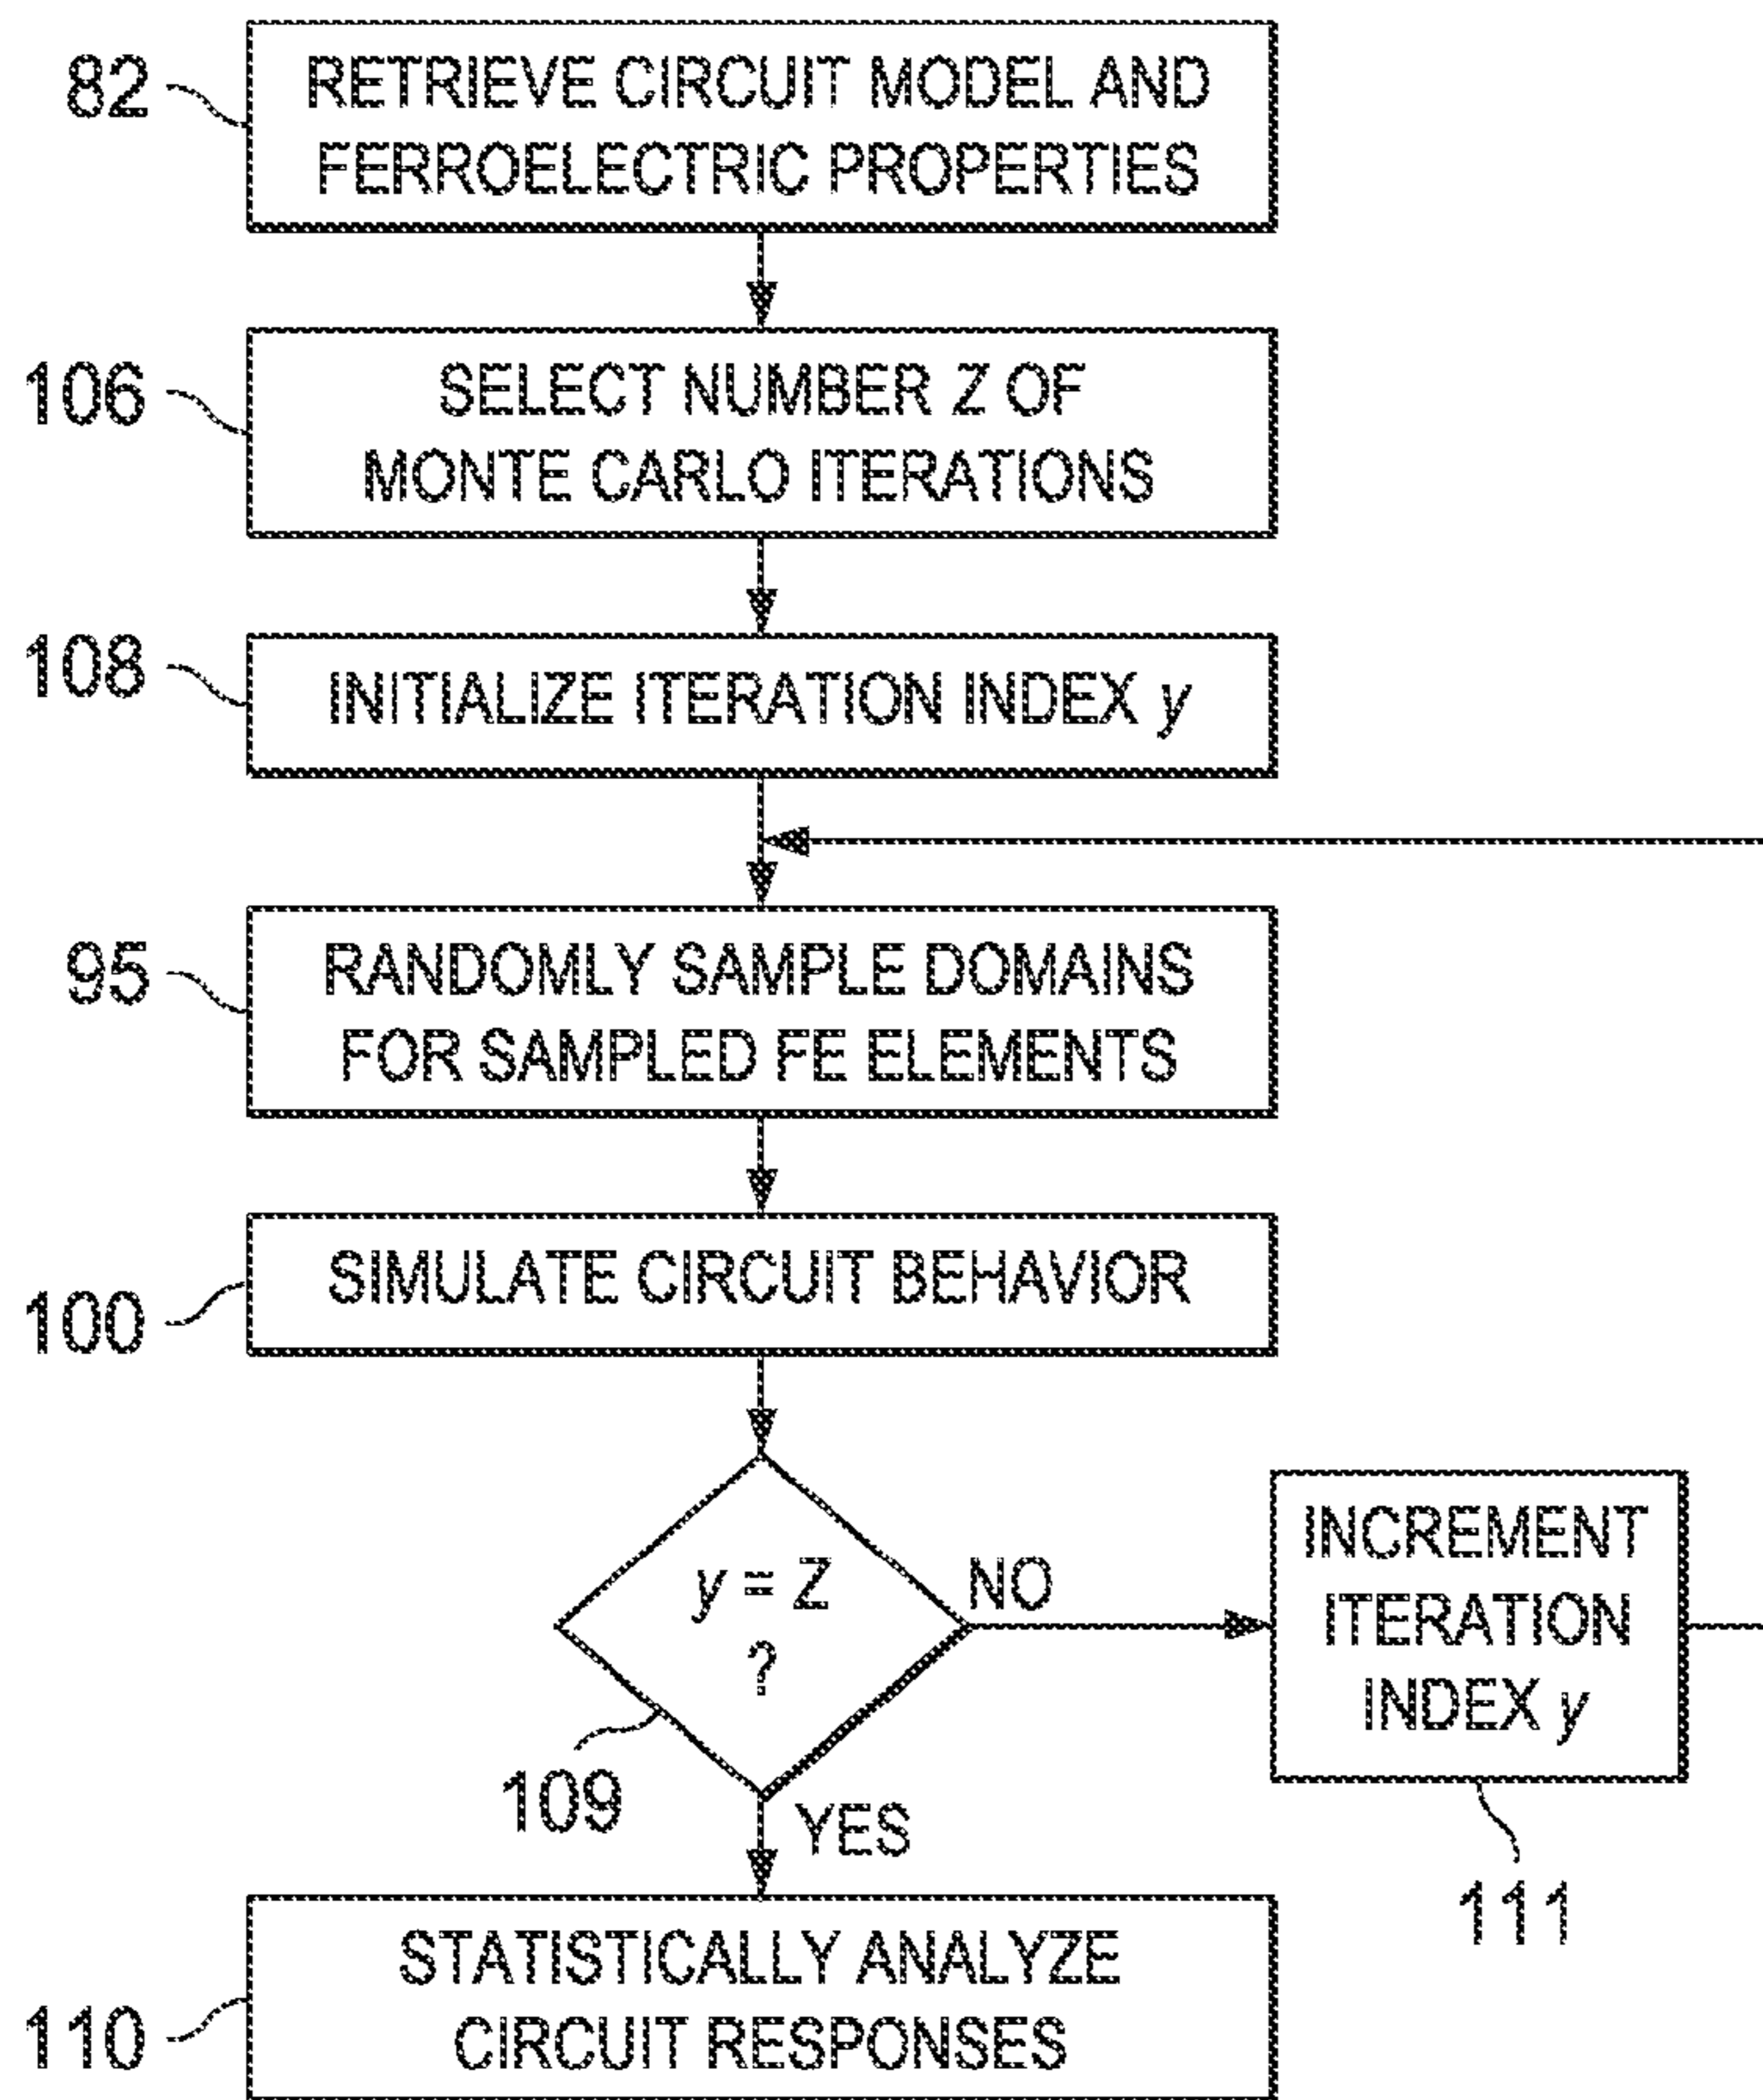 82
RETRIEVE CIRCUIT MODEL AND
FERROELECTRIC PROPERTIES
106
SELECT NUMBER Z OF
MONTE CARLO ITERATIONS
108
INITIALIZE ITERATION INDEX y
95
RANDOMLY SAMPLE DOMAINS
FOR SAMPLED FE ELEMENTS
100
SIMULATE CIRCUIT BEHAVIOR
y = Z
?
NO
109
YES
INCREMENT
ITERATION
INDEX y
111
110
STATISTICALLY ANALYZE
CIRCUIT RESPONSES